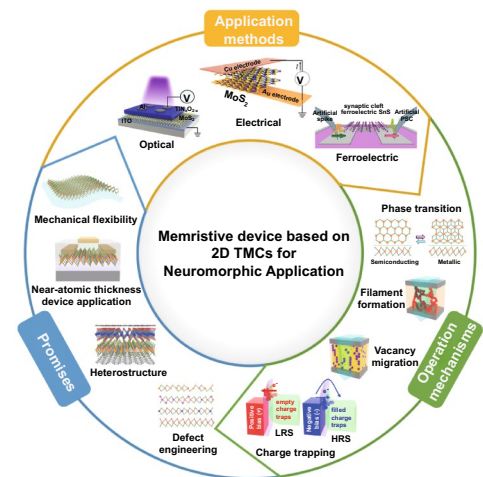 Application
methods
Cu electrode
I
V
Al
V
TiNxO2-x
MoS2
ITO
MoS2
Au electrode
Optical
Electrical
Artificial
spike
synaptic cleft
ferroelectric SnS
Artificial
PSC
Ferroelectric
Mechanical flexibility
Near-atomic thickness
device application
Heterostructure
Defect
engineering
Promises
Memristive device based on
2D TMCs for
Neuromorphic Application
Phase transition
Semiconducting
Metallic
Filament
formation
Vacancy
migration
Positive
bias (+)
empty
charge
traps
LRS
Negative
bias (-)
filled
charge
traps
HRS
Charge trapping
Operation
mechanisms